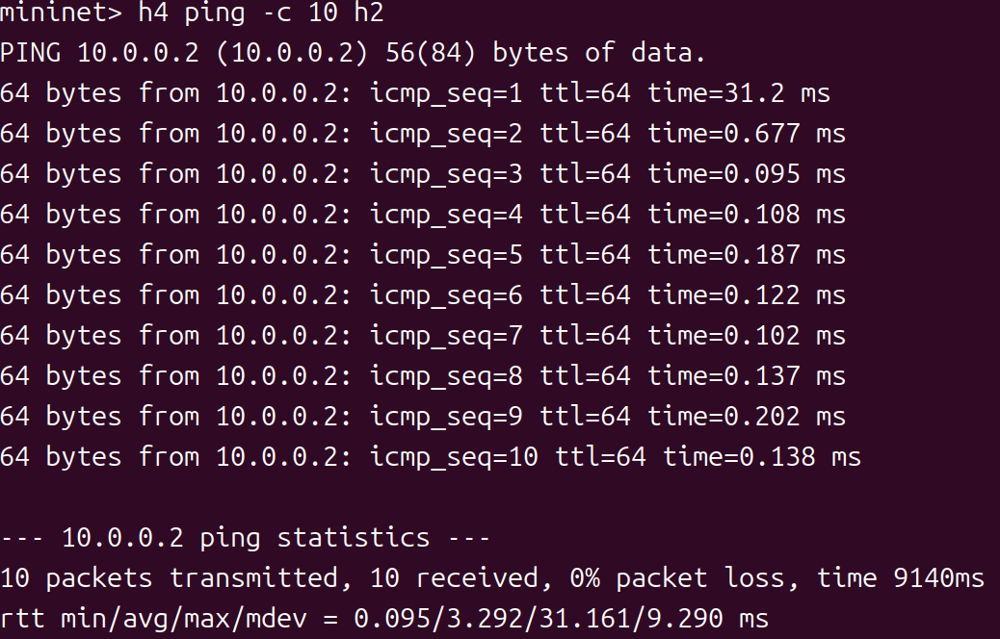 mininet> h4 ping -c 10 h2
PING 10.0.0.2 (10.0.0.2) 56(84) bytes of data.
64 bytes from 10.0.0.2: icmp_seq=1 ttl=64 time=31.2 ms
64 bytes from 10.0.0.2: icmp_seq=2 ttl=64 time=0.677 ms
64 bytes from 10.0.0.2: icmp_seq=3 ttl=64 time=0.095 ms
64 bytes from 10.0.0.2: icmp_seq=4 ttl=64 time=0.108 ms
64 bytes from 10.0.0.2: icmp_seq=5 ttl=64 time=0.187 ms
64 bytes from 10.0.0.2: icmp_seq=6 ttl=64 time=0.122 ms
64 bytes from 10.0.0.2: icmp_seq=7 ttl=64 time=0.102 ms
64 bytes from 10.0.0.2: icmp_seq=8 ttl=64 time=0.137 ms
64 bytes from 10.0.0.2: icmp_seq=9 ttl=64 time=0.202 ms
64 bytes from 10.0.0.2: icmp_seq=10 ttl=64 time=0.138 ms
--- 10.0.0.2 ping statistics ---
10 packets transmitted, 10 received, 0% packet loss, time 9140ms
rtt min/avg/max/mdev = 0.095/3.292/31.161/9.290 ms